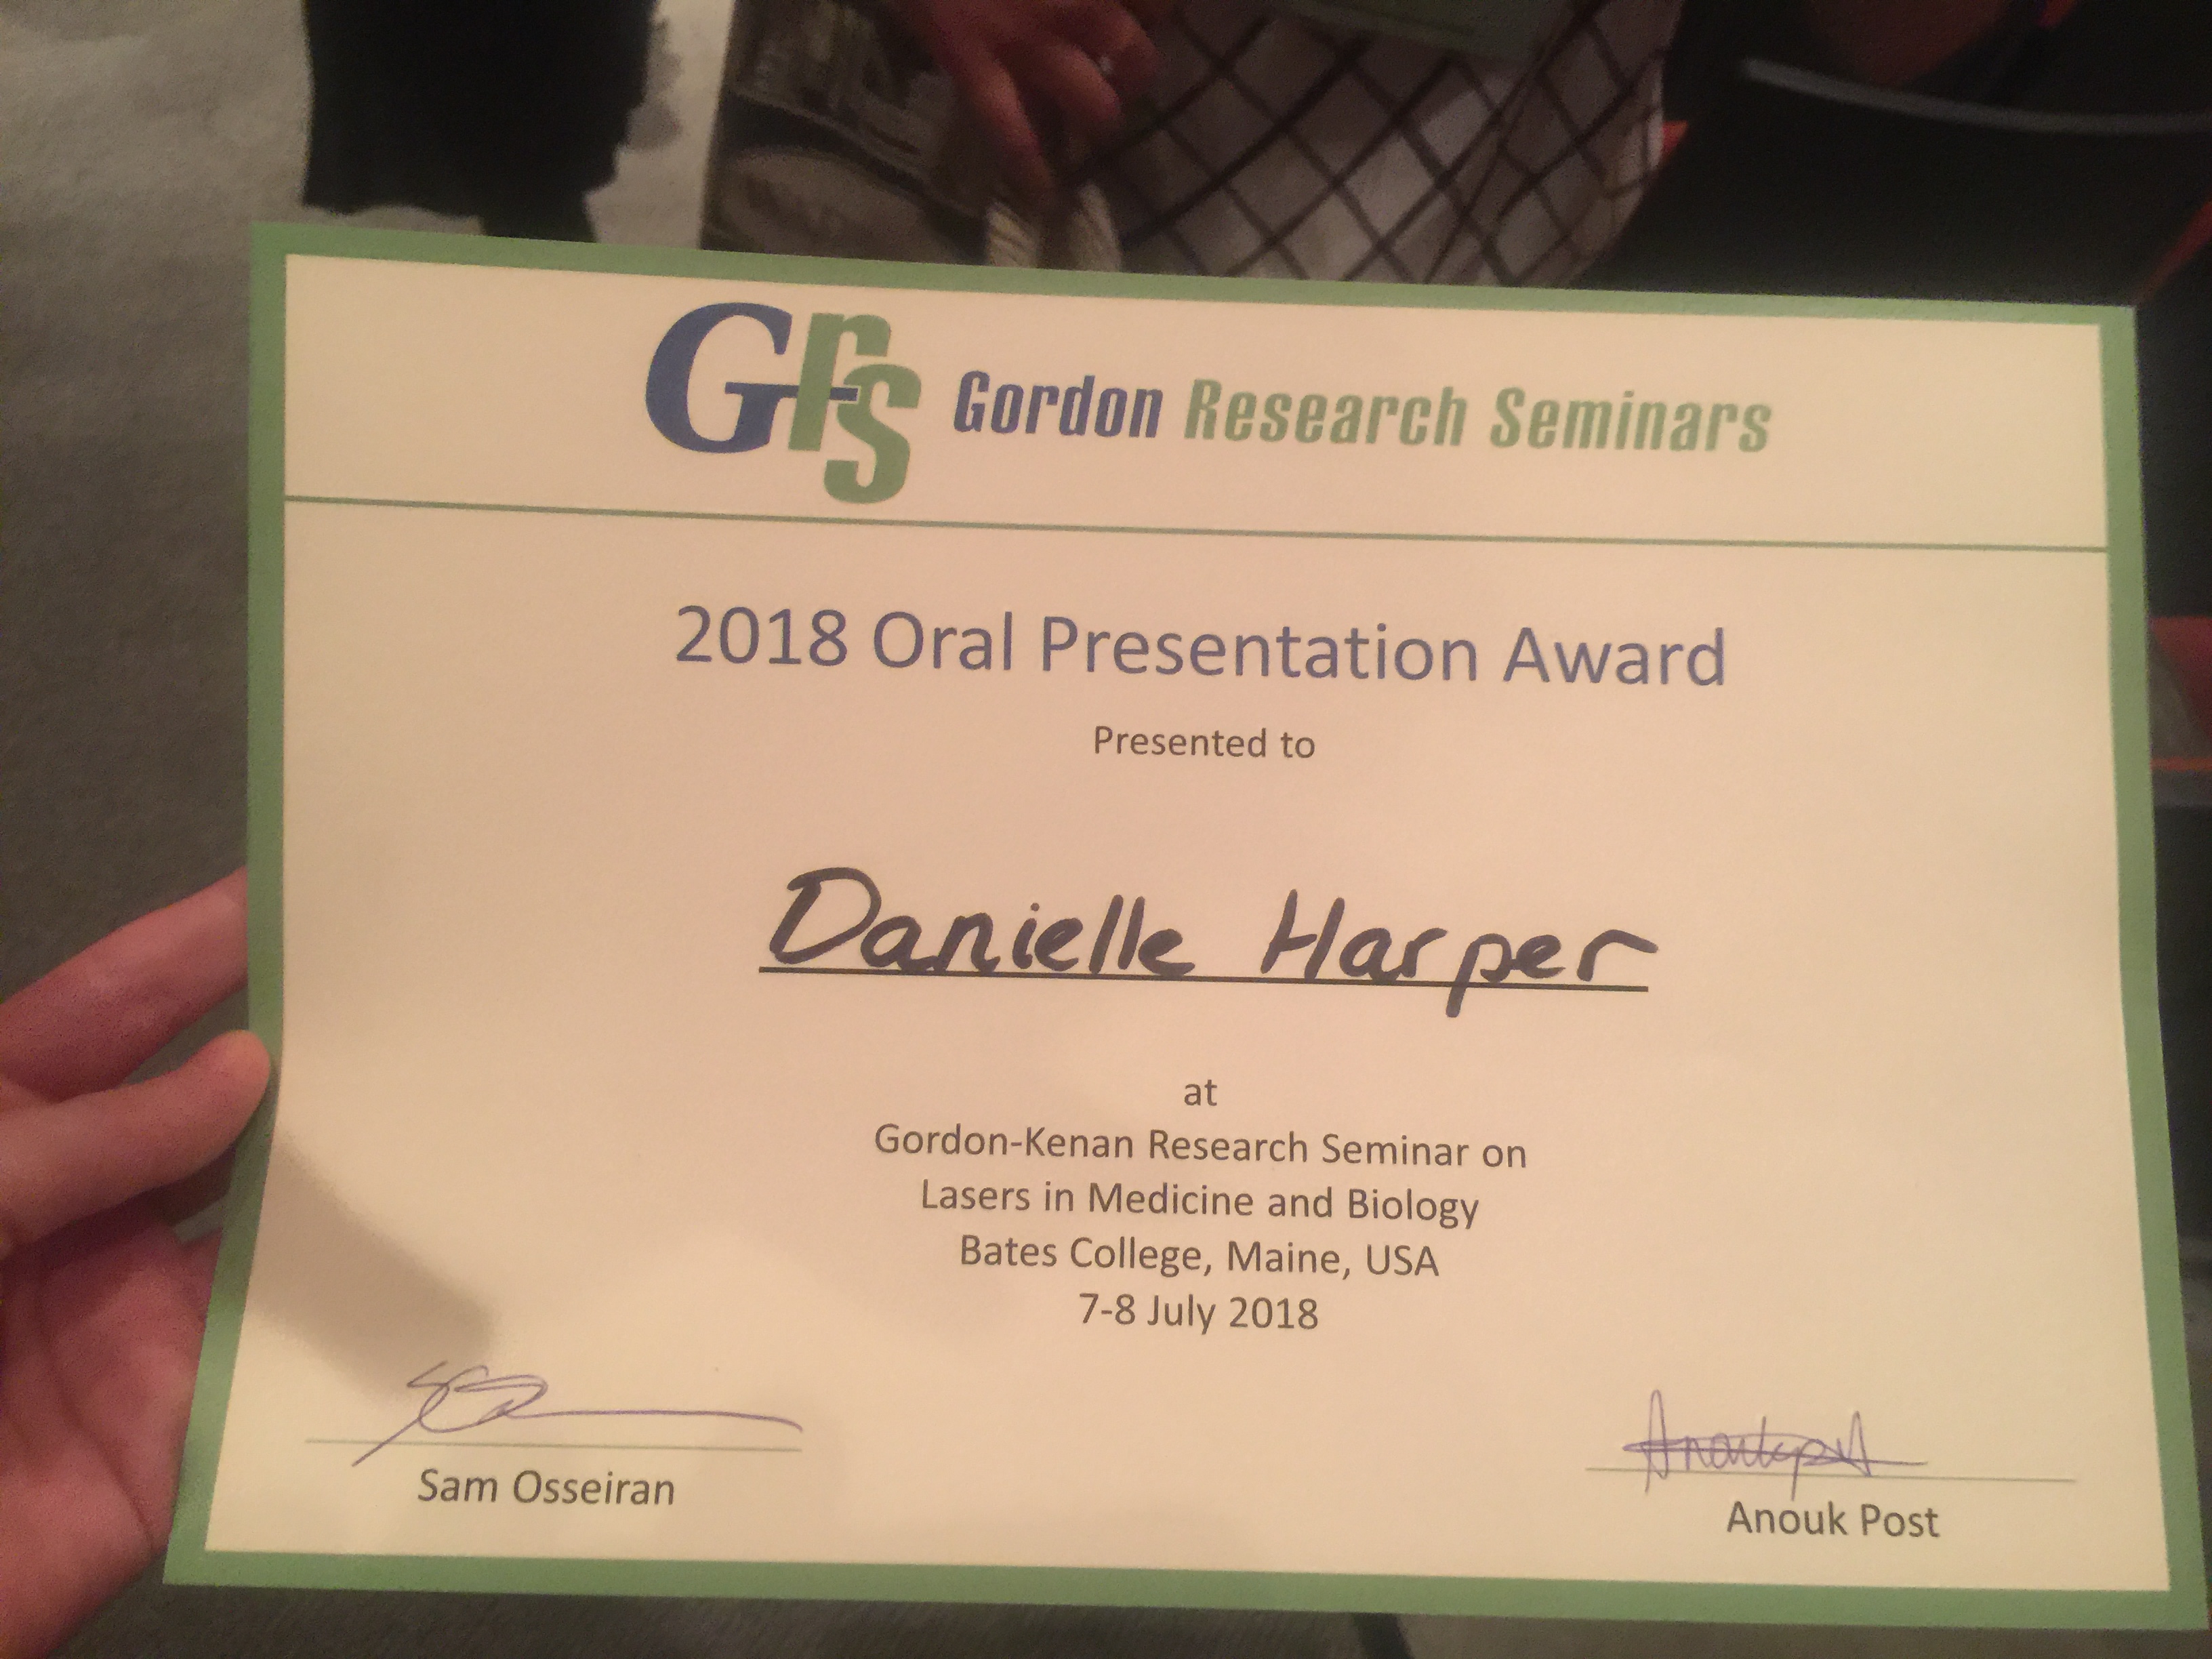 Grs Gordon Research Seminars
2018 Oral Presentation Award
Presented to
Danielle Harper
at
Gordon-Kenan Research Seminar on
Lasers in Medicine and Biology
Bates College, Maine, USA
7-8 July 2018
Sam Osseiran
Anouk Post